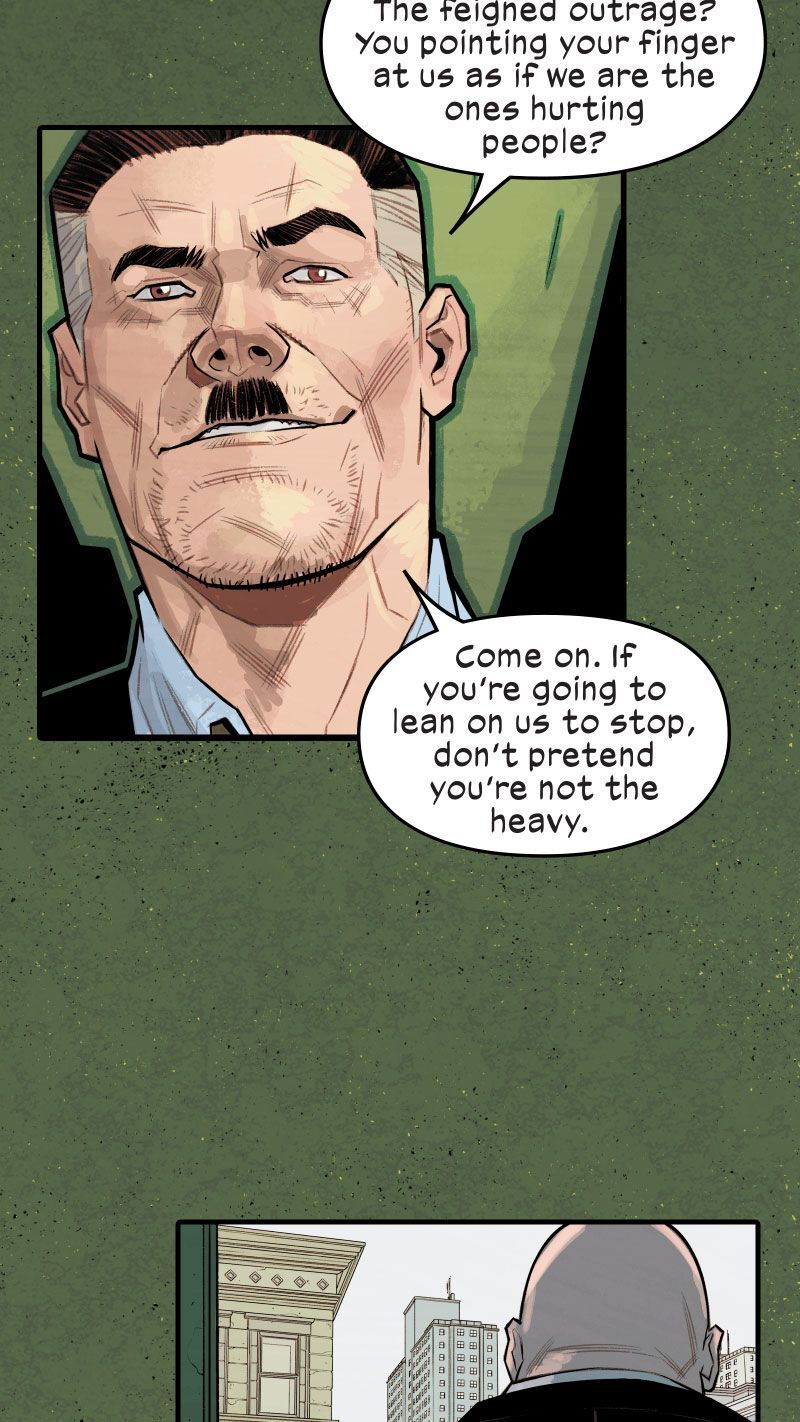 The feigned outrage?
You pointing your finger
at us as if we are the
ones hurting
people?
Come on. If
you're going to
lean on us to stop,
don't pretend
you're not the
heavy.